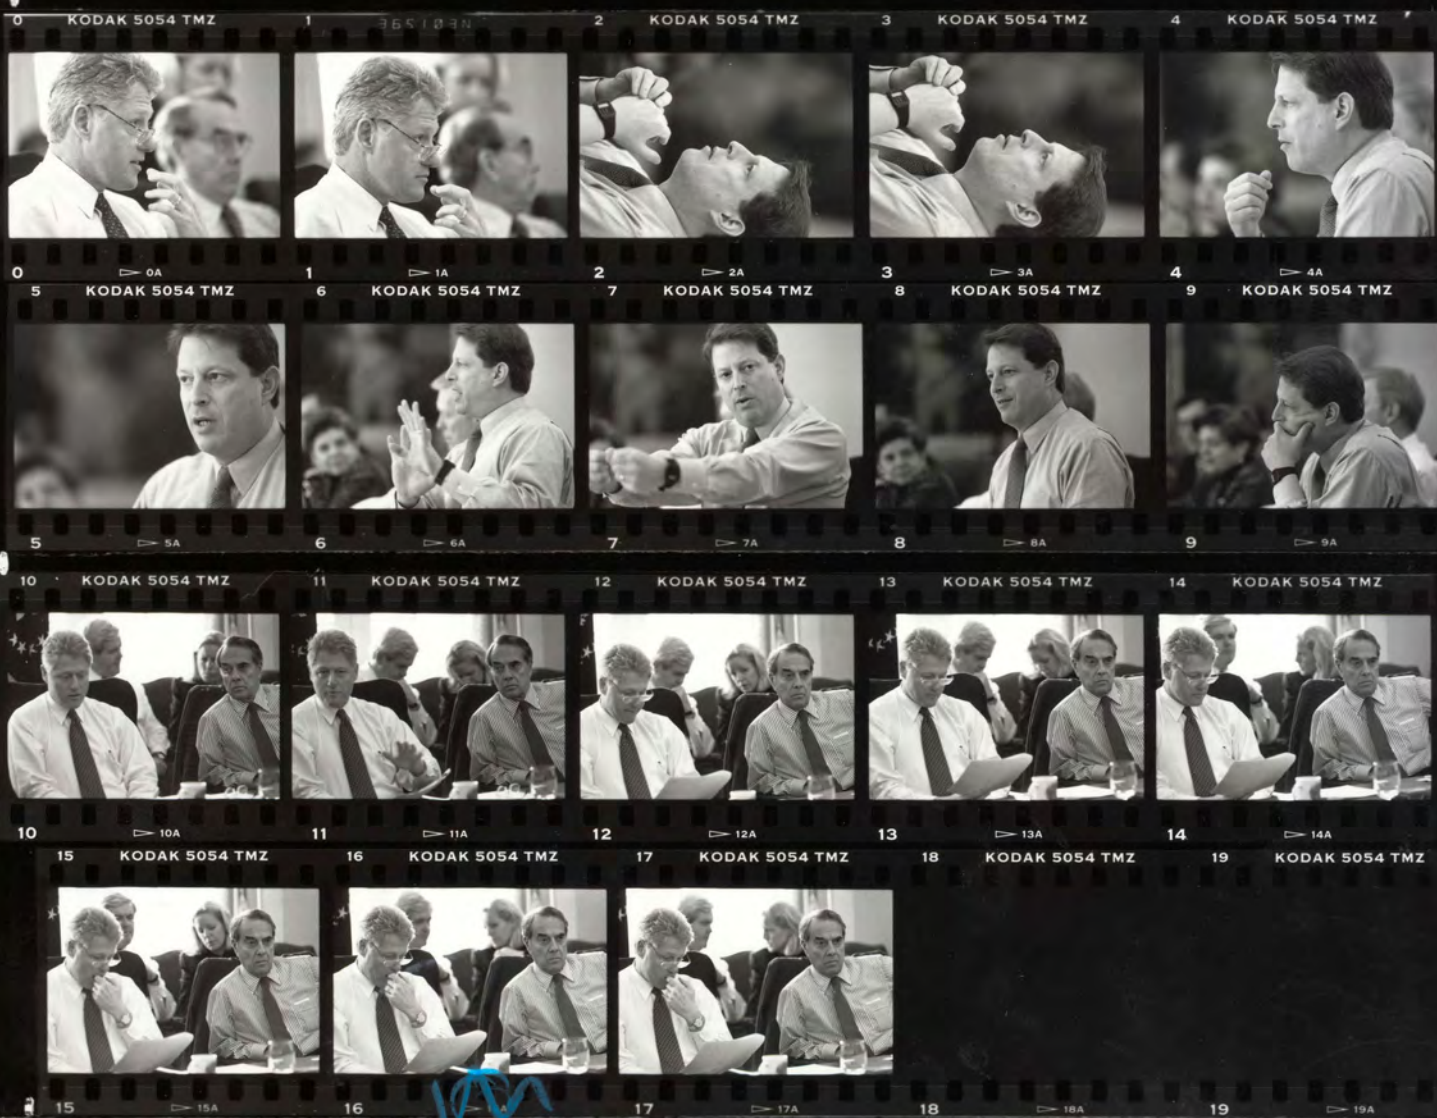 0 KODAK 5054 TMZ 1 2 KODAK 5054 TMZ 3 KODAK 5054 TMZ 4 KODAK 5054 TMZ
0 0A 1 1A 2 2A 3 3A 4 4A
5 KODAK 5054 TMZ 6 KODAK 5054 TMZ 7 KODAK 5054 TMZ 8 KODAK 5054 TMZ 9 KODAK 5054 TMZ
5 5A 6 6A 7 7A 8 8A 9 9A
10 KODAK 5054 TMZ 11 KODAK 5054 TMZ 12 KODAK 5054 TMZ 13 KODAK 5054 TMZ 14 KODAK 5054 TMZ
10 10A 11 11A 12 12A 13 13A 14 14A
15 KODAK 5054 TMZ 16 KODAK 5054 TMZ 17 KODAK 5054 TMZ 18 KODAK 5054 TMZ 19 KODAK 5054 TMZ
15 15A 16 17 17A 18 18A 19 19A